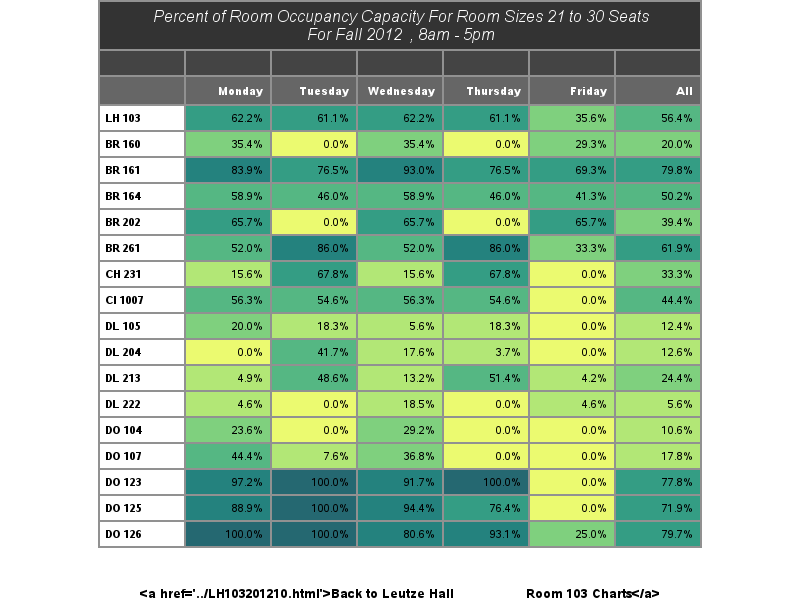 Percent of Room Occupancy Capacity For Room Sizes 21 to 30 Seats
For Fall 2012 , 8am - 5pm
Monday Tuesday Wednesday Thursday Friday All
LH 103 62.2% 61.1% 62.2% 61.1% 35.6% 56.4%
BR 160 35.4% 0.0% 35.4% 0.0% 29.3% 20.0%
BR 161 83.9% 76.5% 93.0% 76.5% 69.3% 79.8%
BR 164 58.9% 46.0% 58.9% 46.0% 41.3% 50.2%
BR 202 65.7% 0.0% 65.7% 0.0% 65.7% 39.4%
BR 261 52.0% 86.0% 52.0% 86.0% 33.3% 61.9%
CH 231 15.6% 67.8% 15.6% 67.8% 0.0% 33.3%
CI 1007 56.3% 54.6% 56.3% 54.6% 0.0% 44.4%
DL 105 20.0% 18.3% 5.6% 18.3% 0.0% 12.4%
DL 204 0.0% 41.7% 17.6% 3.7% 0.0% 12.6%
DL 213 4.9% 48.6% 13.2% 51.4% 4.2% 24.4%
DL 222 4.6% 0.0% 18.5% 0.0% 4.6% 5.6%
DO 104 23.6% 0.0% 29.2% 0.0% 0.0% 10.6%
DO 107 44.4% 7.6% 36.8% 0.0% 0.0% 17.8%
DO 123 97.2% 100.0% 91.7% 100.0% 0.0% 77.8%
DO 125 88.9% 100.0% 94.4% 76.4% 0.0% 71.9%
DO 126 100.0% 100.0% 80.6% 93.1% 25.0% 79.7%
<a href='../LH103201210.html'>Back to Leutze Hall Room 103 Charts</a>